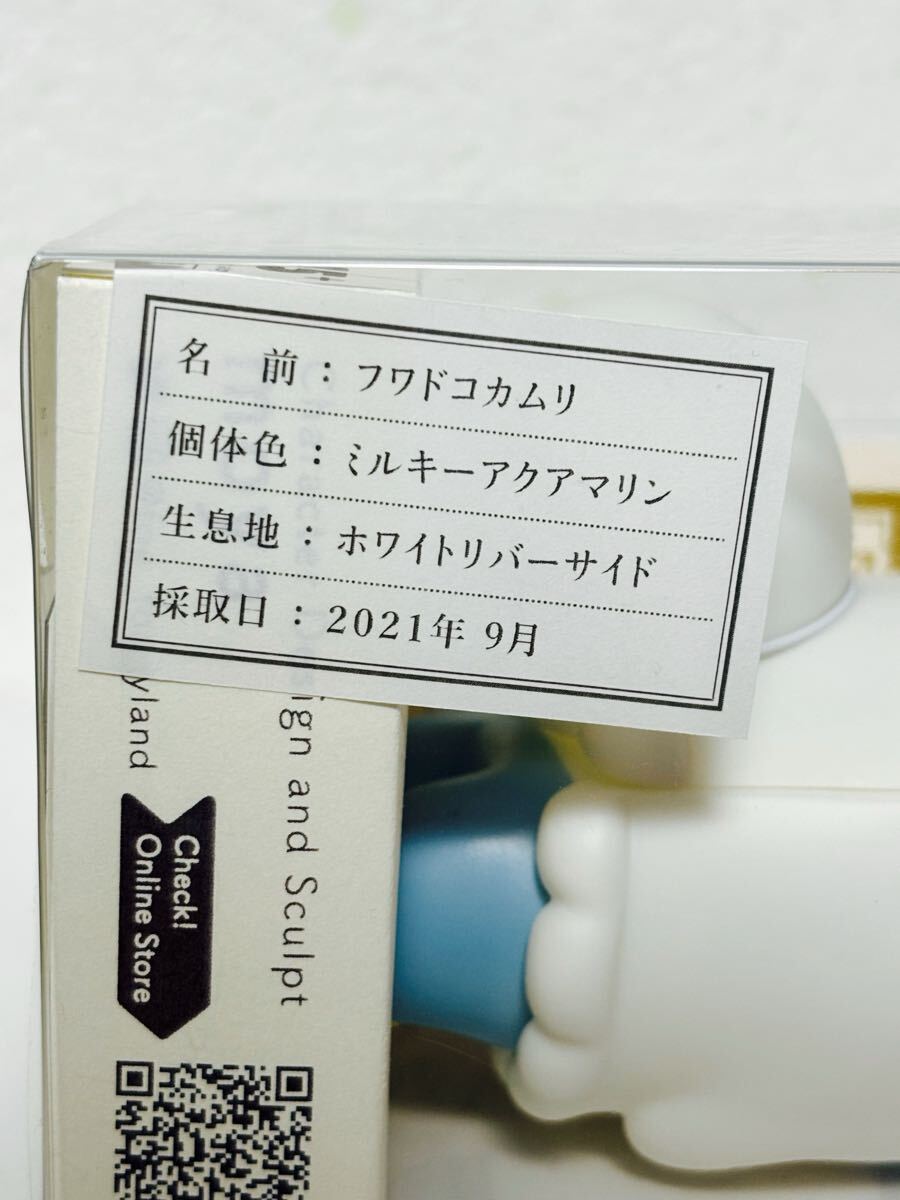 名　前：フワドコカムリ
個体色：ミルキーアクアマリン
生息地：ホワイトリバーサイド
採取日：2021年 9月
ign and Sculpt
yland
Check!
Online Store